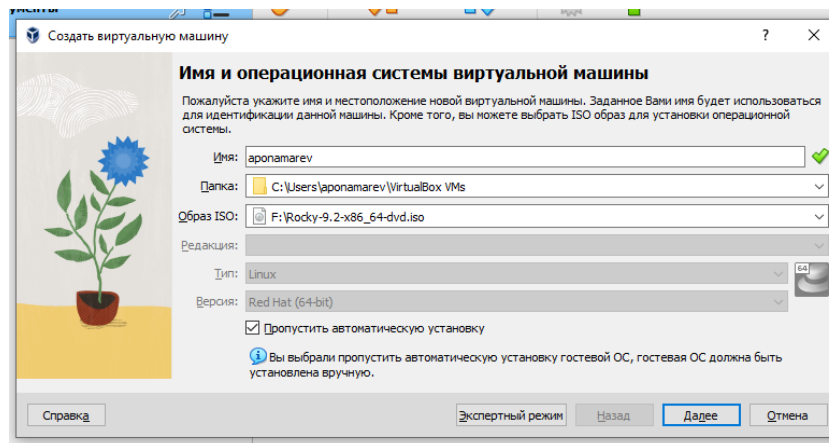 Создать виртуальную машину
?
Имя и операционная системы виртуальной машины
Пожалуйста укажите имя и местоположение новой виртуальной машины. Заданное Вами имя будет использоваться
для идентификации данной машины. Кроме того, вы можете выбрать ISO образ для установки операционной
системы.
Имя: aponamarev
Папка: C:\Users\aponamarev\VirtualBox VMs
Образ ISO: F:\Rocky-9.2-x86_64-dvd.iso
Редакция:
Тип: Linux
64
Версия: Red Hat (64-bit)
Пропустить автоматическую установку
Вы выбрали пропустить автоматическую установку гостевой ОС, гостевая ОС должна быть
установлена вручную.
Справка Экспертный режим Назад Далее Отмена